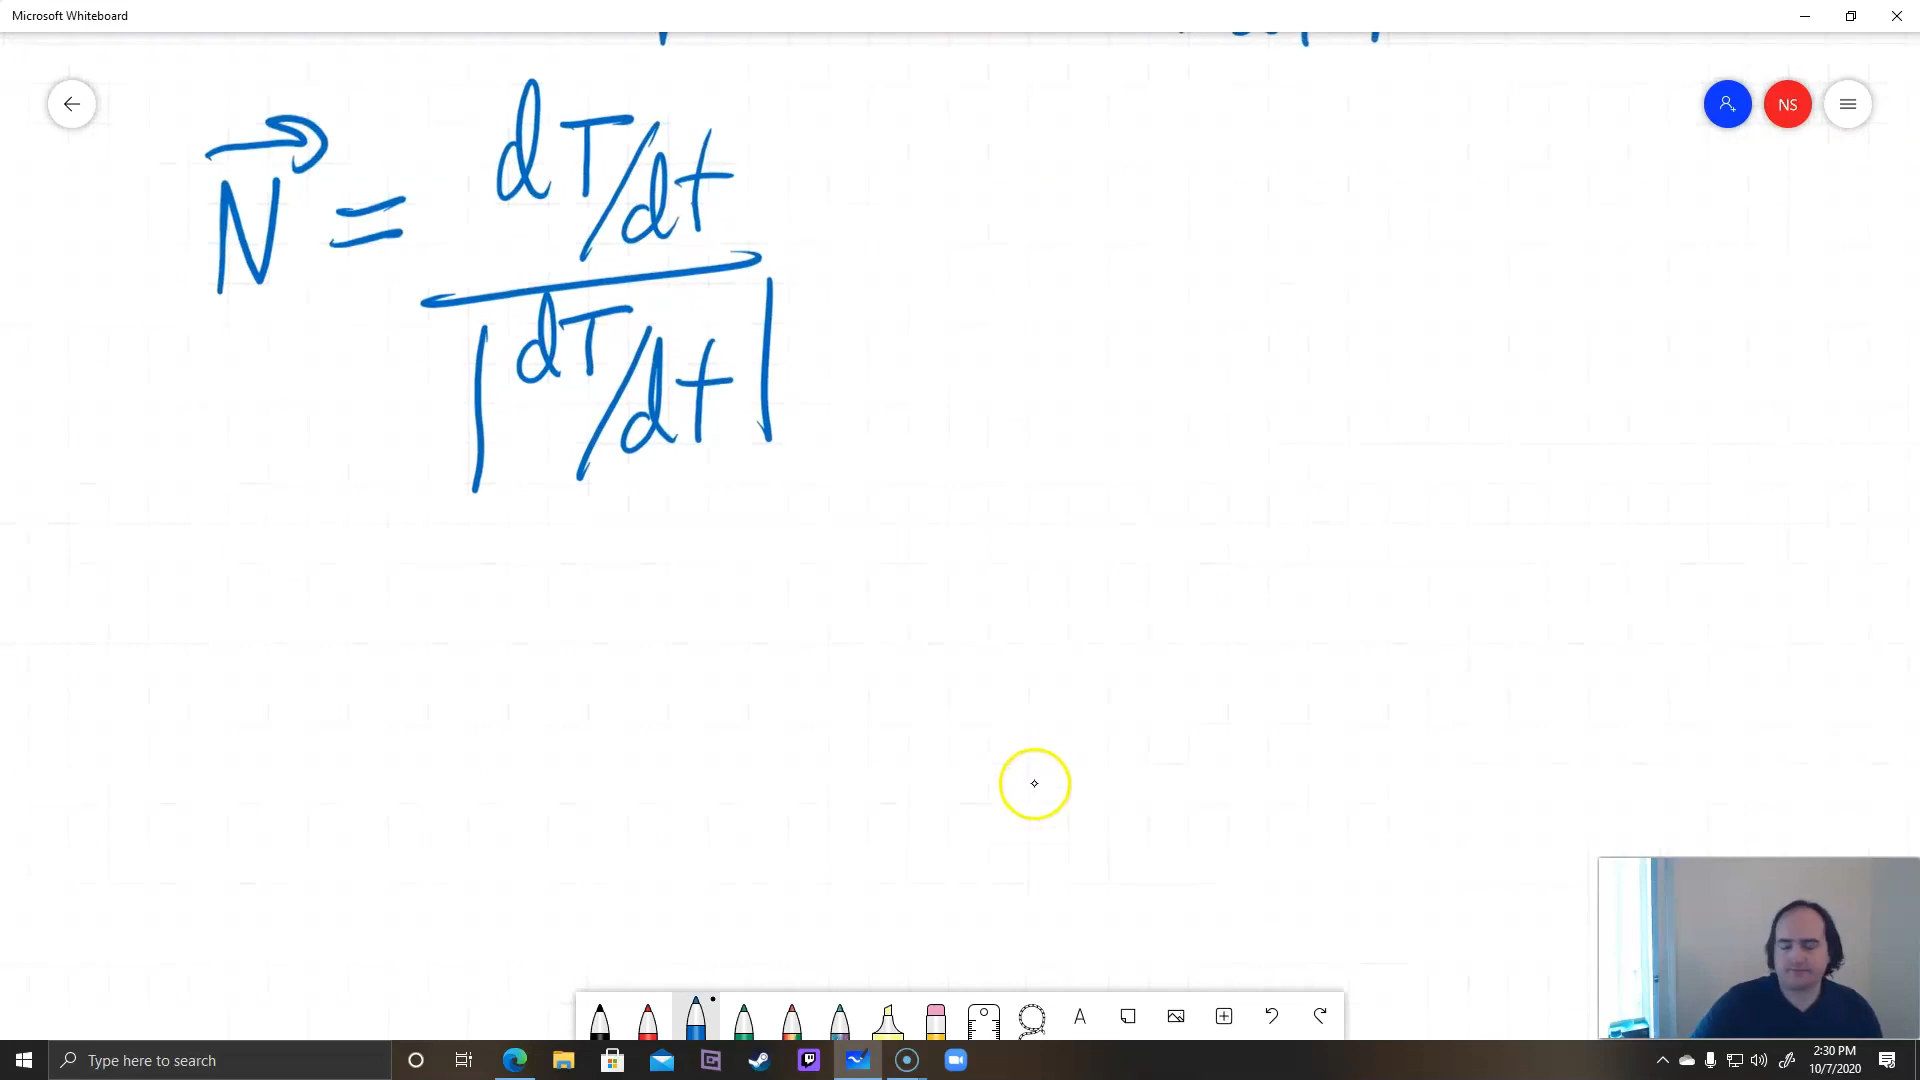 Microsoft Whiteboard
NS
N = dT/dt
|dT/dt|
A
Type here to search
2:30 PM
10/7/2020